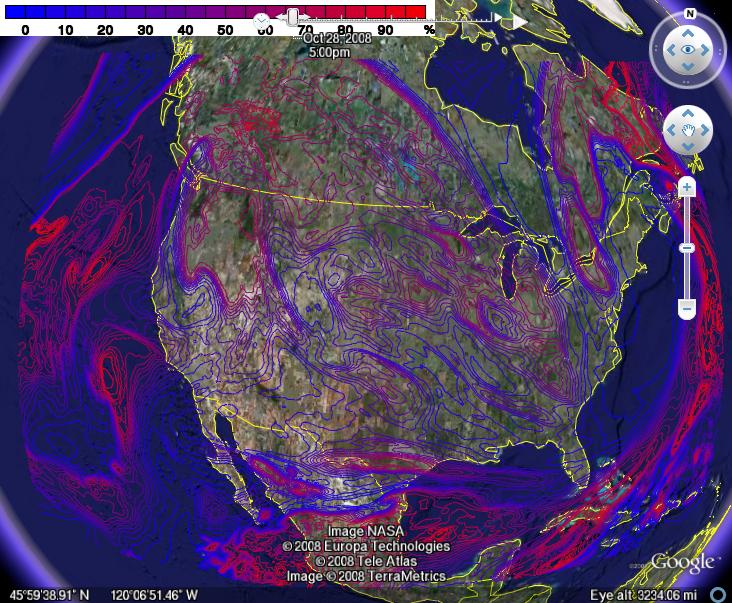 0 10 20 30 40 50 60 70 80 90 %
N
Oct 28, 2008
5:00pm
Image NASA
© 2008 Europa Technologies
© 2008 Tele Atlas
Image © 2008 TerraMetrics
Google
45°59'38.91" N 120°06'51.46" W
Eye alt 3234.06 mi